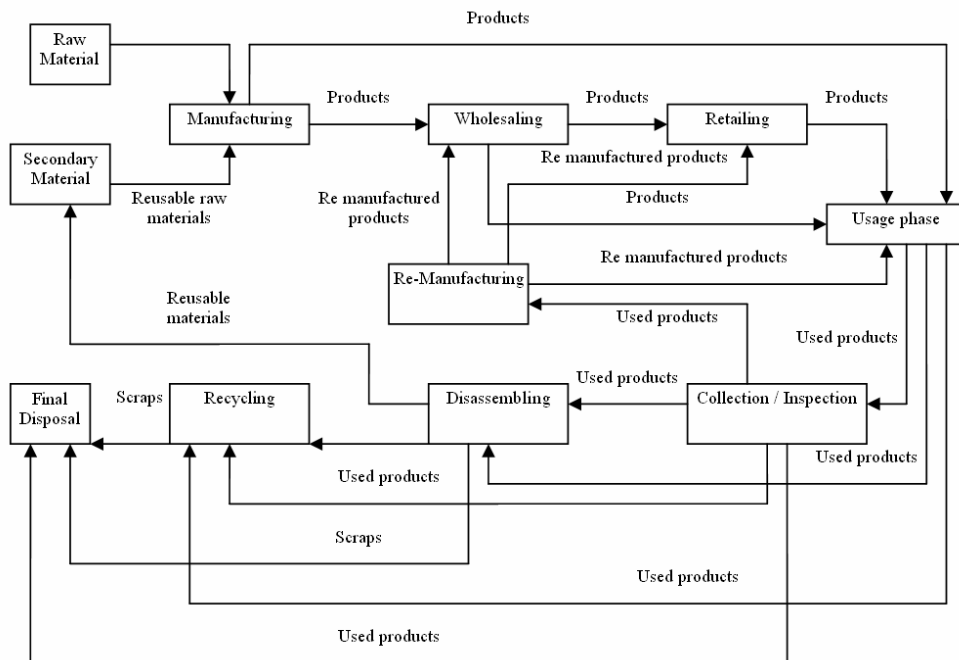 Products
Raw
Material
Products
Products
Products
Manufacturing
Wholesaling
Retailing
Re manufactured products
Secondary
Material
Reusable raw
materials
Re manufactured
products
Products
Usage phase
Re manufactured products
Re-Manufacturing
Reusable
materials
Used products
Used products
Used products
Final
Disposal
Scraps
Recycling
Disassembling
Collection / Inspection
Used products
Used products
Scraps
Used products
Used products